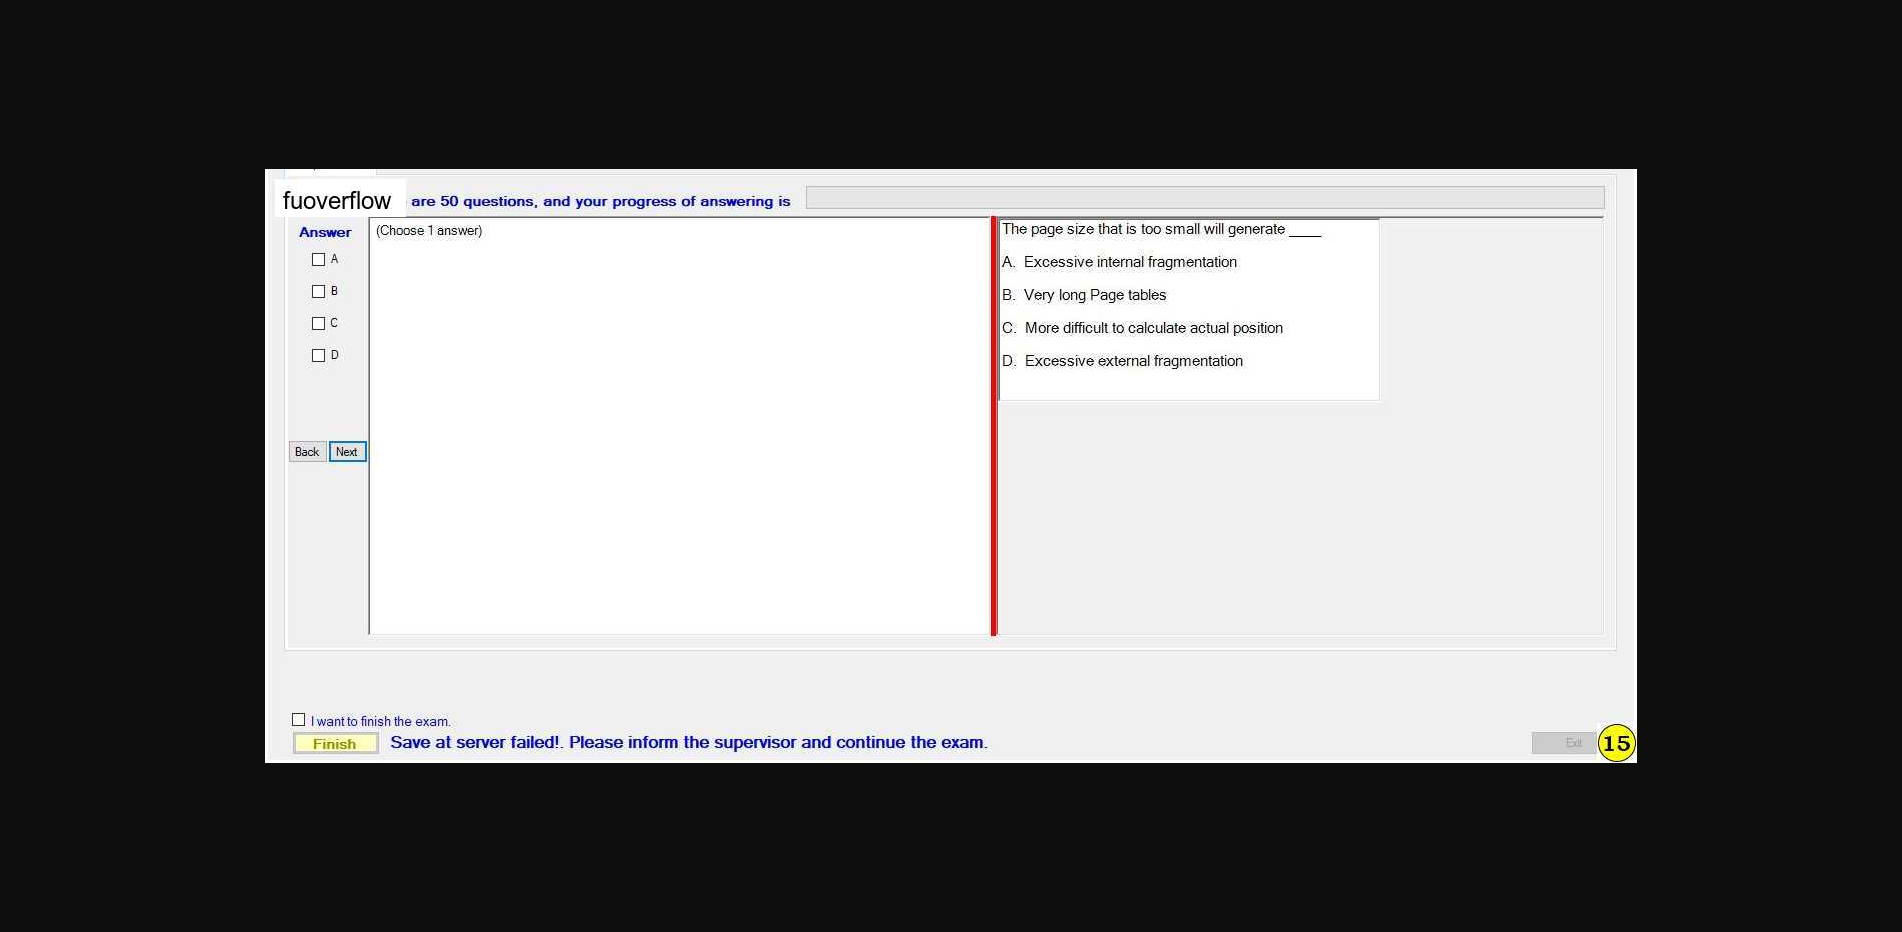 fuoverflow are 50 questions, and your progress of answering is
Answer
(Choose 1 answer)
A
B
C
D
Back Next
The page size that is too small will generate ____
A. Excessive internal fragmentation
B. Very long Page tables
C. More difficult to calculate actual position
D. Excessive external fragmentation
I want to finish the exam.
Finish Save at server failed!. Please inform the supervisor and continue the exam.
Exit 15